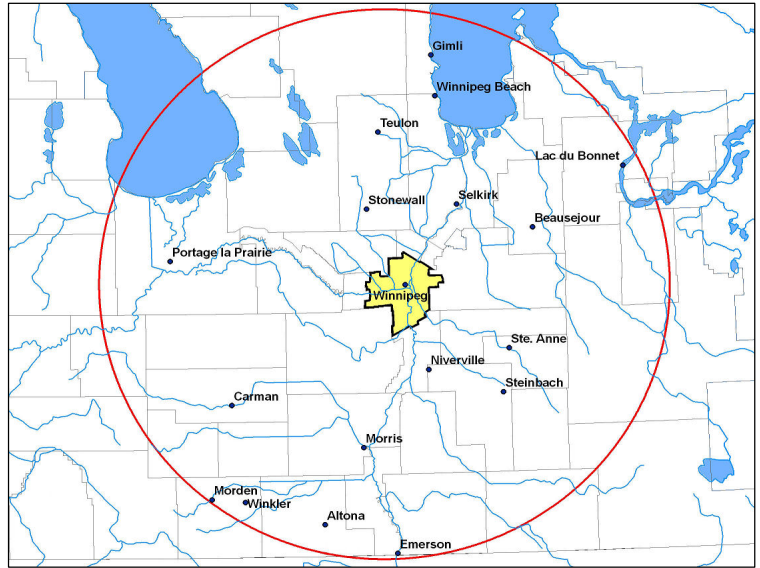 Gimli
Winnipeg Beach
Teulon
Lac du Bonnet
Stonewall
Selkirk
Beausejour
Portage la Prairie
Winnipeg
Ste. Anne
Niverville
Steinbach
Carman
Morris
Morden
Winkler
Altona
Emerson